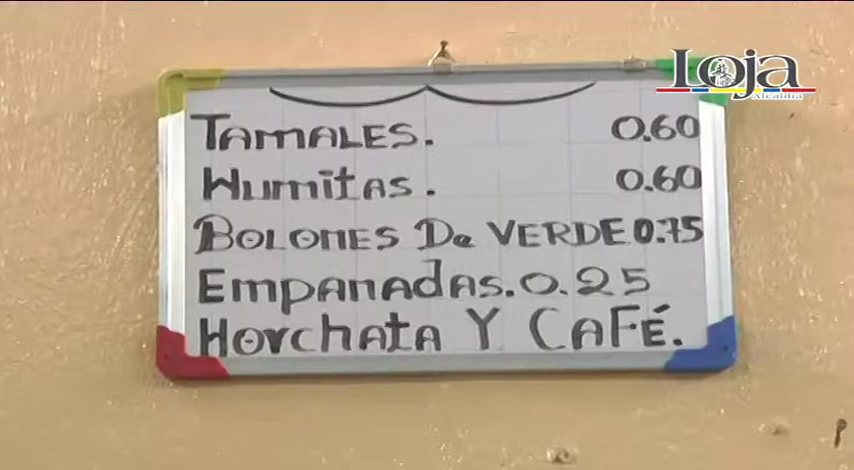 Loja
Alcaldía
TAMALES. 0.60
Humitas. 0.60
BOLONES De VERDE 0.75
Empanadas. 0.25
Horchata Y CAFÉ.